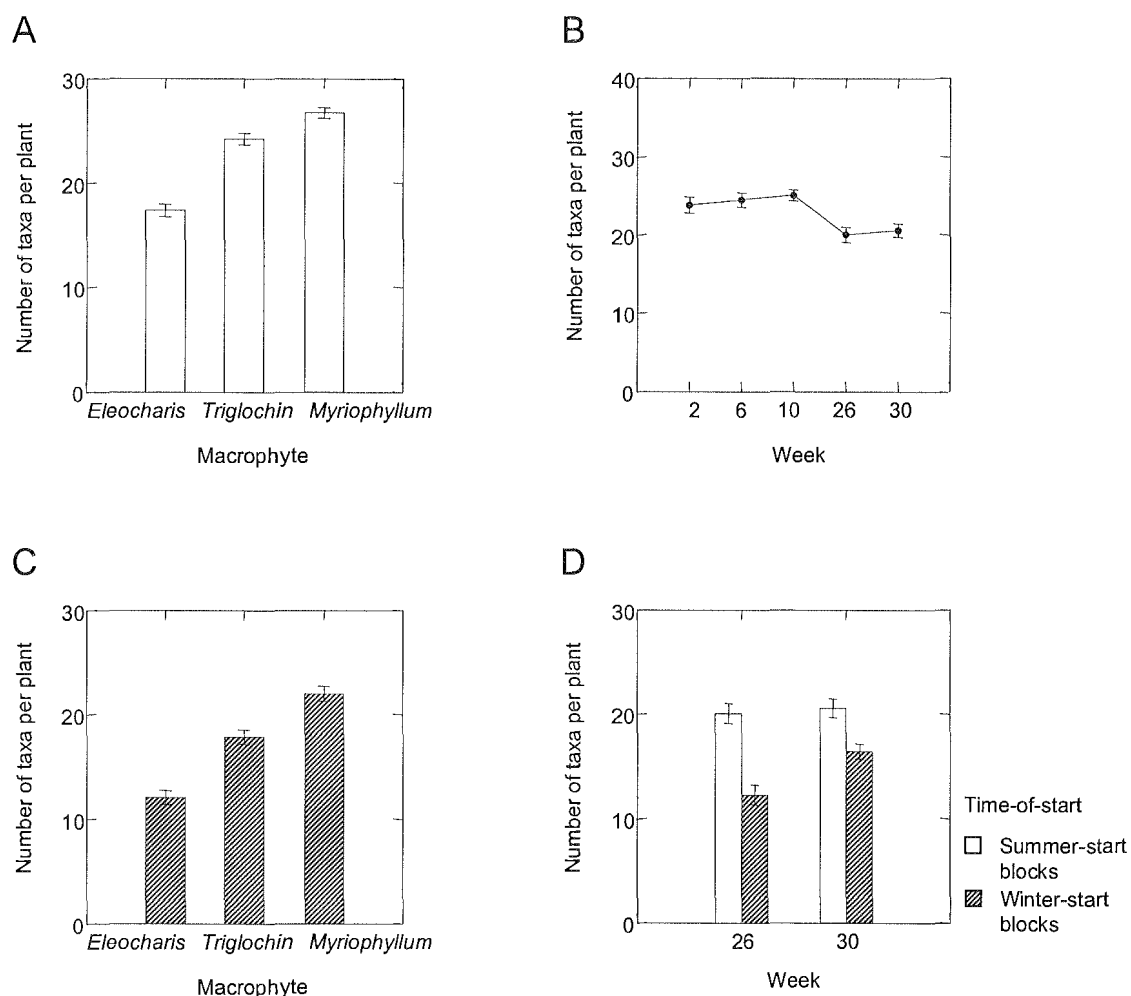 A
30
20
10
0
Number of taxa per plant
Eleocharis Triglochin Myriophyllum
Macrophyte
B
40
30
20
10
0
Number of taxa per plant
2 6 10 26 30
Week
C
30
20
10
0
Number of taxa per plant
Eleocharis Triglochin Myriophyllum
Macrophyte
D
30
20
10
0
Number of taxa per plant
26 30
Week
Time-of-start
Summer-start
blocks
Winter-start
blocks